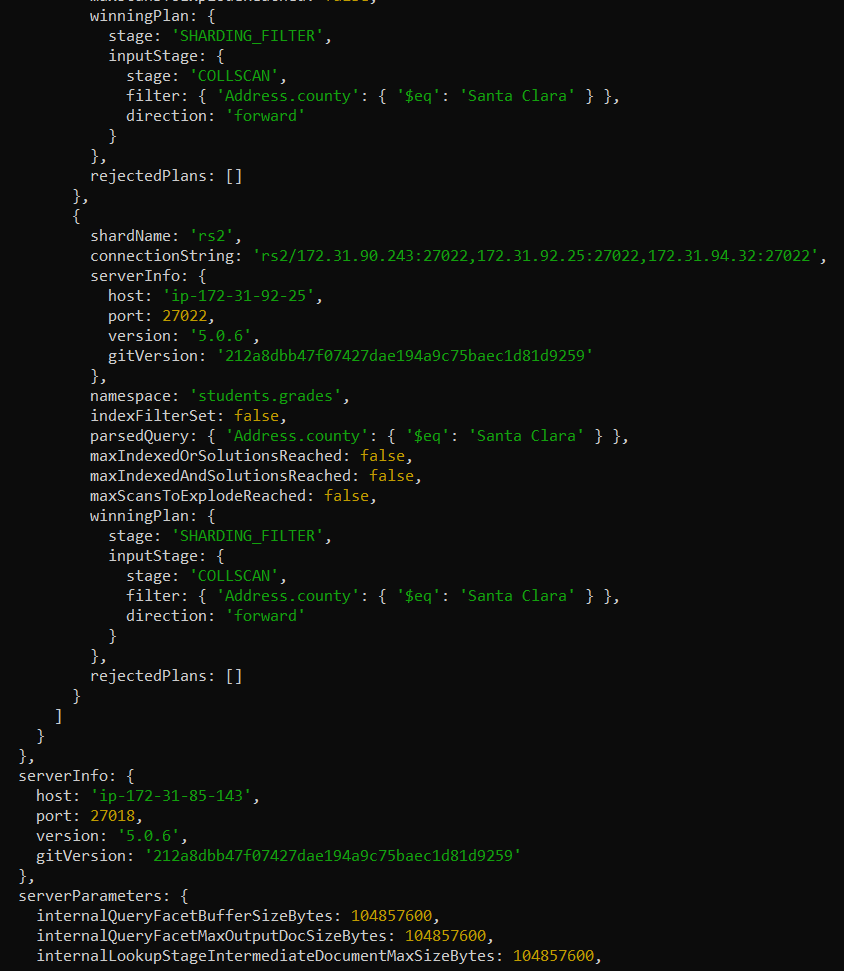 maxScansToExplodeReached: false,
winningPlan: {
stage: 'SHARDING_FILTER',
inputStage: {
stage: 'COLLSCAN',
filter: { 'Address.county': { '$eq': 'Santa Clara' } },
direction: 'forward'
}
},
rejectedPlans: []
},
{
shardName: 'rs2',
connectionString: 'rs2/172.31.90.243:27022,172.31.92.25:27022,172.31.94.32:27022',
serverInfo: {
host: 'ip-172-31-92-25',
port: 27022,
version: '5.0.6',
gitVersion: '212a8dbb47f07427dae194a9c75baec1d81d9259'
},
namespace: 'students.grades',
indexFilterSet: false,
parsedQuery: { 'Address.county': { '$eq': 'Santa Clara' } },
maxIndexedOrSolutionsReached: false,
maxIndexedAndSolutionsReached: false,
maxScansToExplodeReached: false,
winningPlan: {
stage: 'SHARDING_FILTER',
inputStage: {
stage: 'COLLSCAN',
filter: { 'Address.county': { '$eq': 'Santa Clara' } },
direction: 'forward'
}
},
rejectedPlans: []
}
]
}
},
serverInfo: {
host: 'ip-172-31-85-143',
port: 27018,
version: '5.0.6',
gitVersion: '212a8dbb47f07427dae194a9c75baec1d81d9259'
},
serverParameters: {
internalQueryFacetBufferSizeBytes: 104857600,
internalQueryFacetMaxOutputDocSizeBytes: 104857600,
internalLookupStageIntermediateDocumentMaxSizeBytes: 104857600,